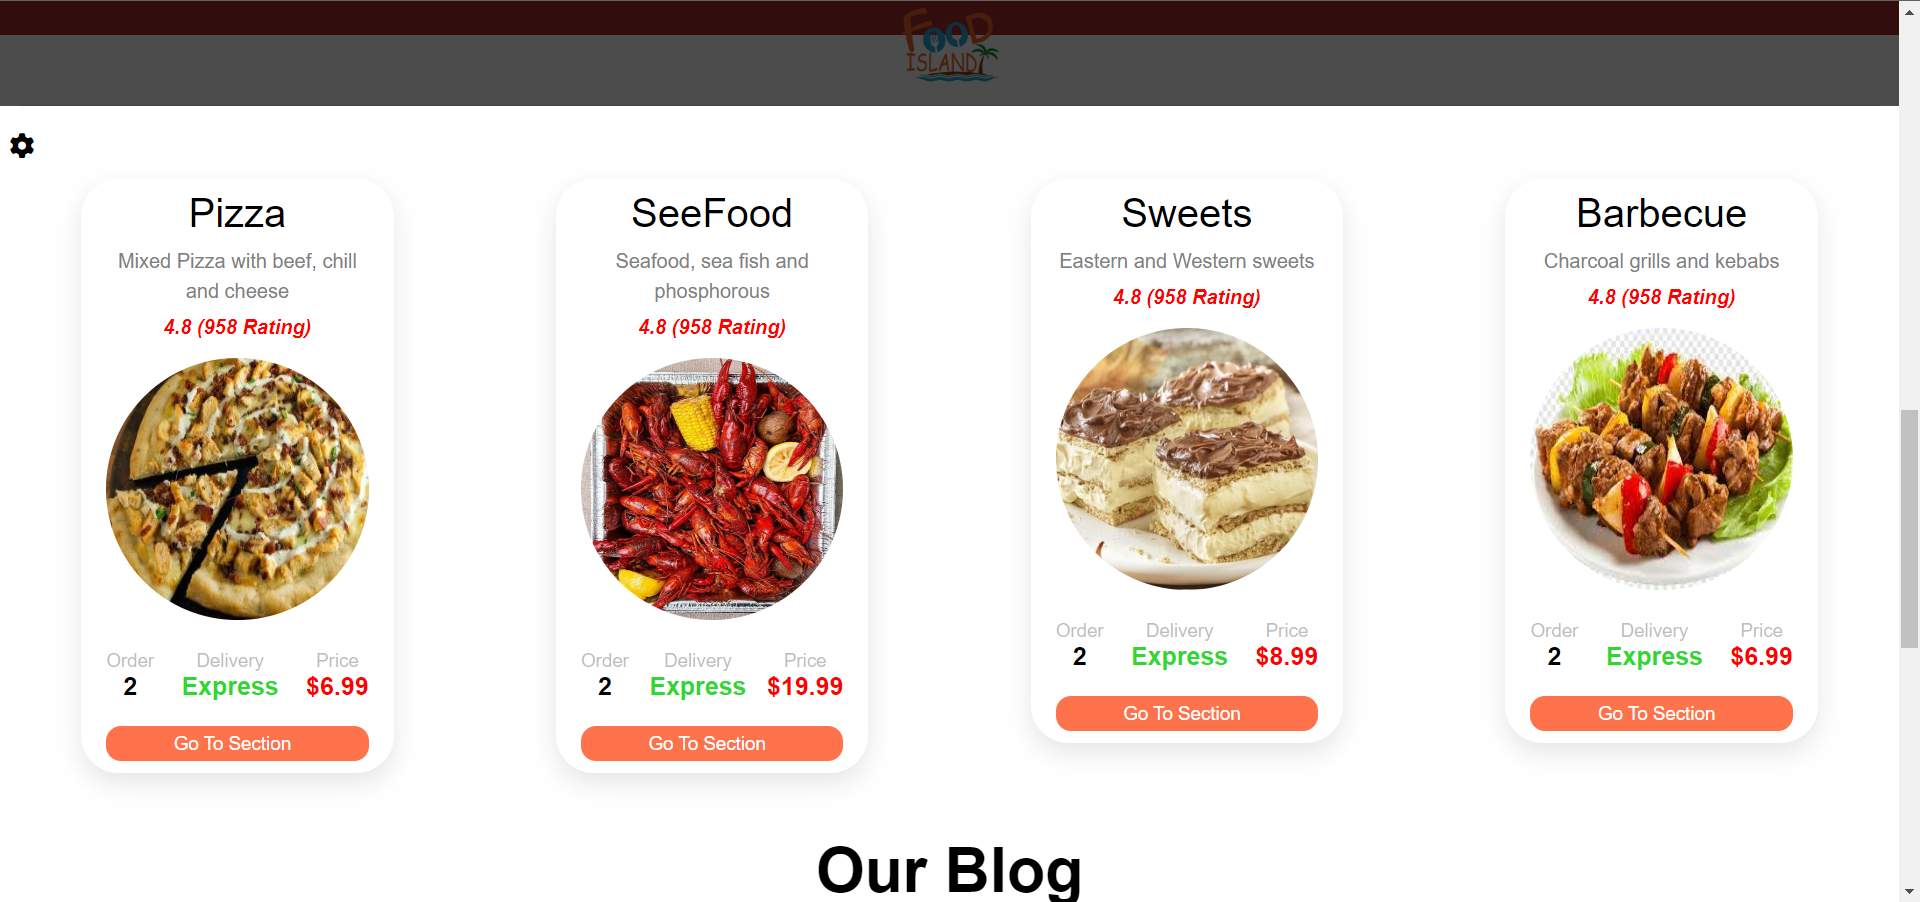 FOOD
ISLAND
Pizza
Mixed Pizza with beef, chill
and cheese
4.8 (958 Rating)
Order Delivery Price
2 Express $6.99
Go To Section
SeeFood
Seafood, sea fish and
phosphorous
4.8 (958 Rating)
Order Delivery Price
2 Express $19.99
Go To Section
Sweets
Eastern and Western sweets
4.8 (958 Rating)
Order Delivery Price
2 Express $8.99
Go To Section
Barbecue
Charcoal grills and kebabs
4.8 (958 Rating)
Order Delivery Price
2 Express $6.99
Go To Section
Our Blog